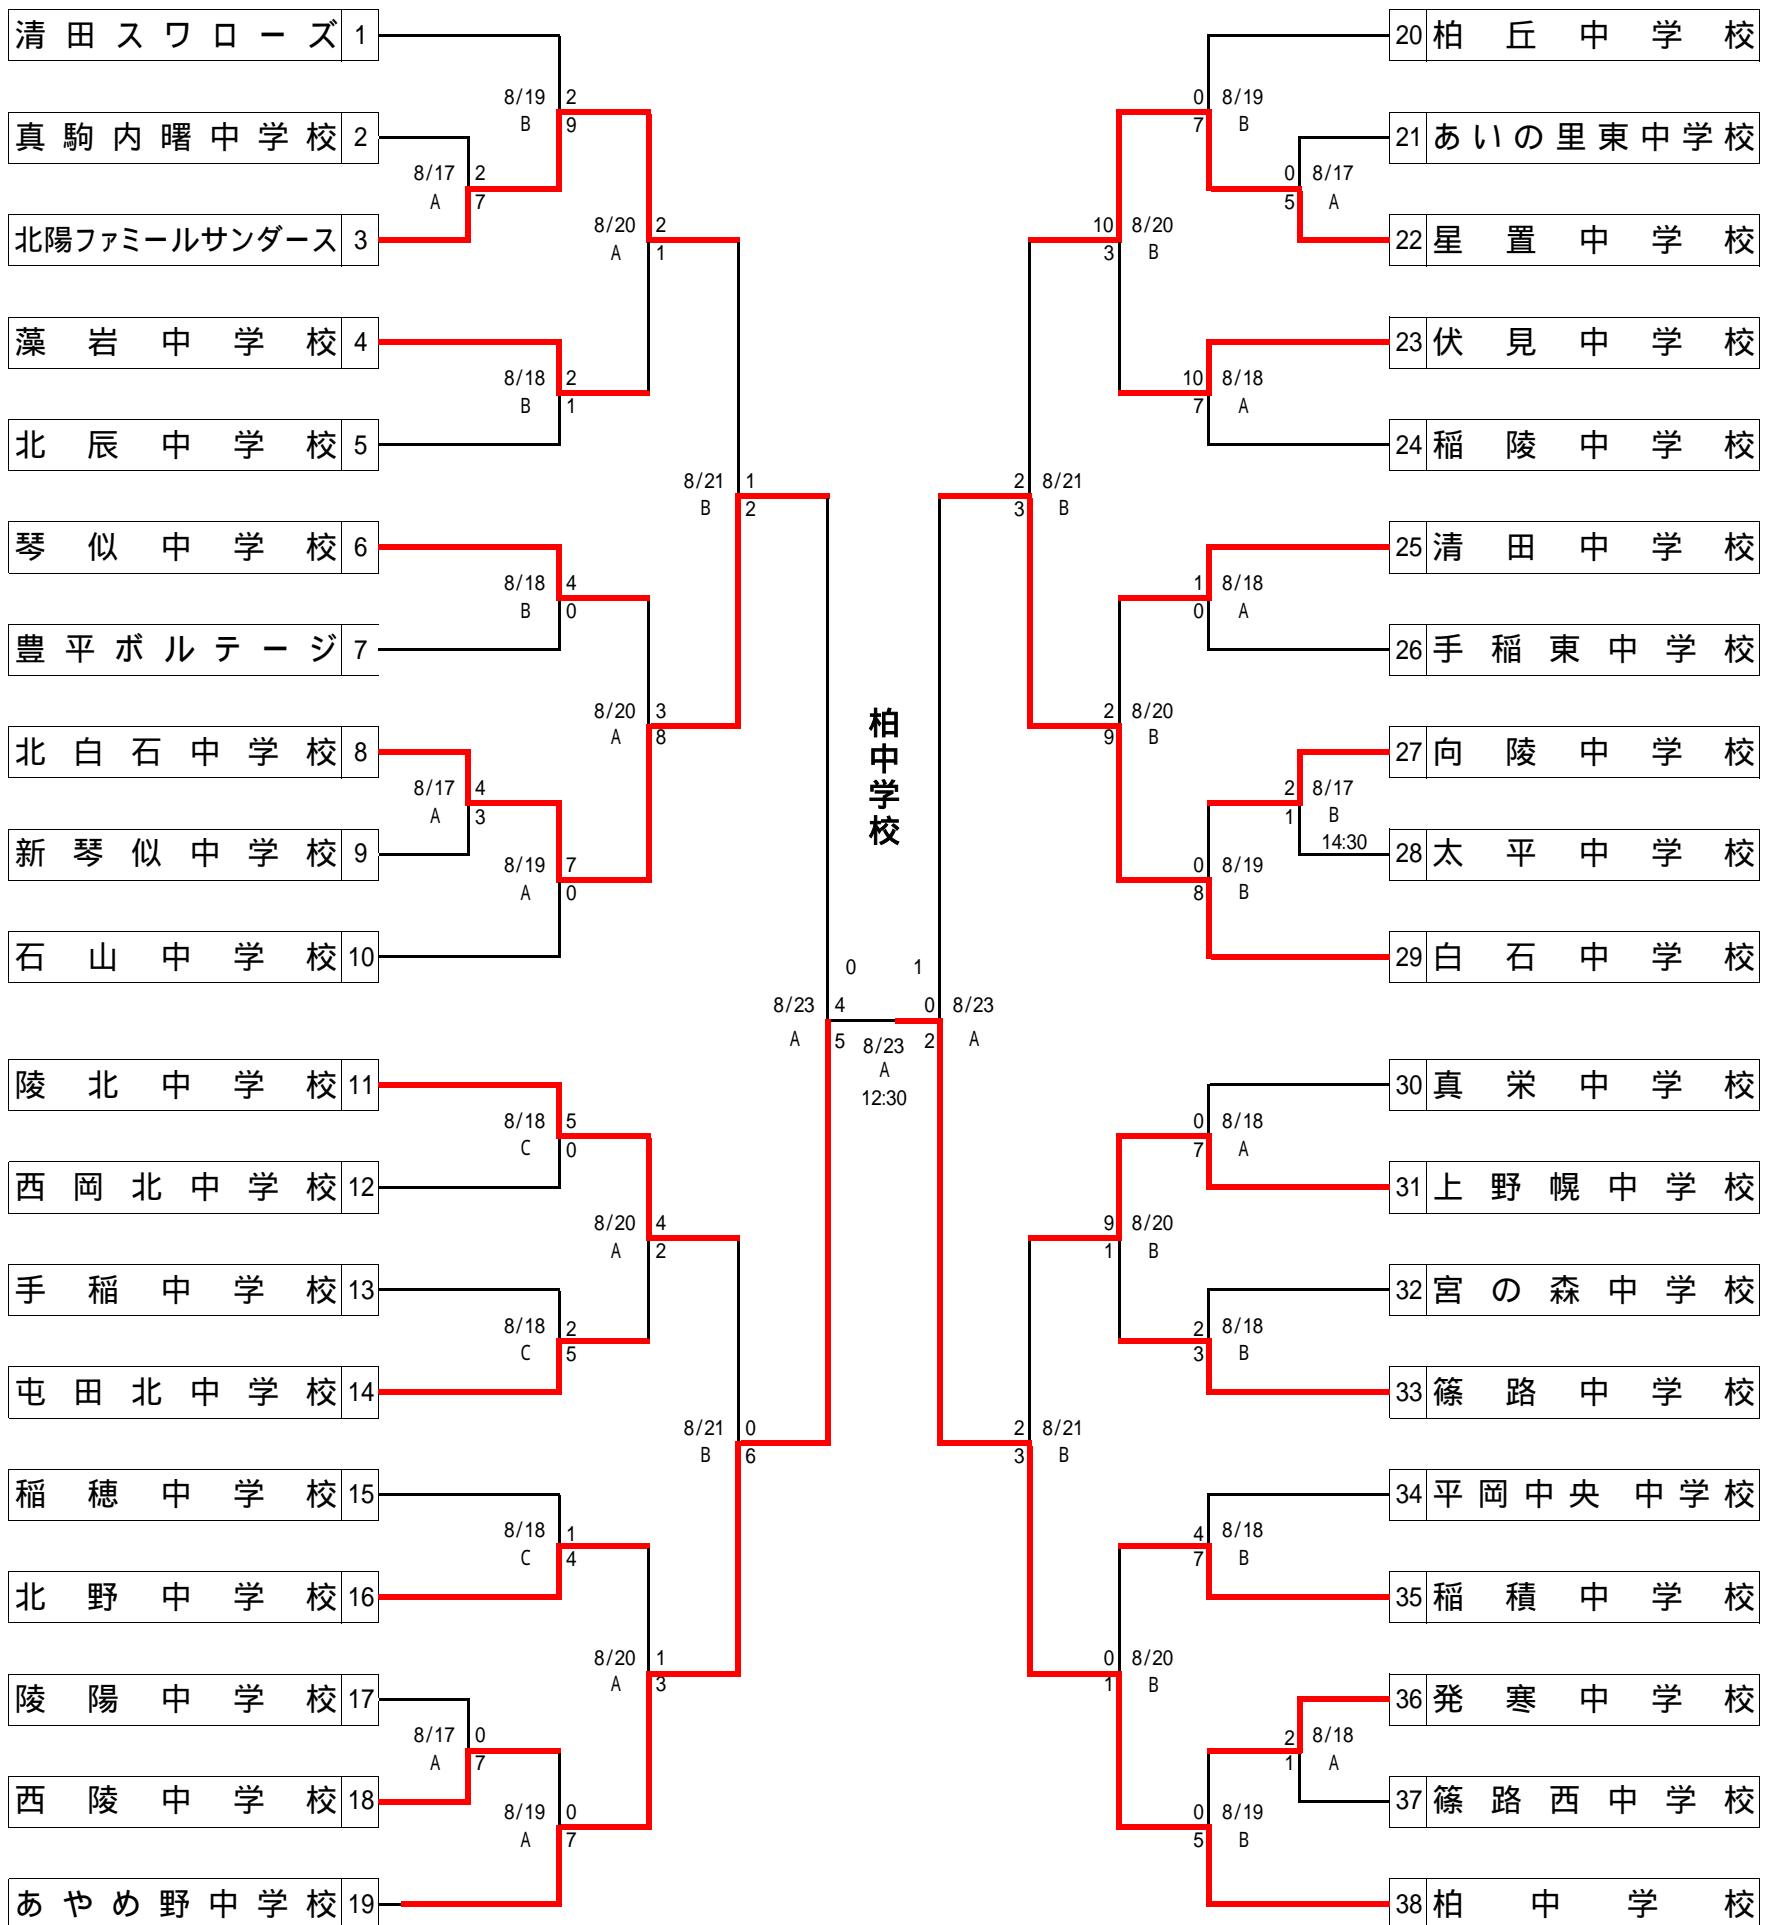 清田スワローズ 1
8/19 2
B 9
真駒内曙中学校 2
8/17 2
A 7
北陽ファミールサンダース 3
8/20 2
A 1
藻岩中学校 4
8/18 2
B 1
北辰中学校 5
8/21 1
B 2
琴似中学校 6
8/18 4
B 0
豊平ボルテージ 7
8/20 3
A 8
北白石中学校 8
8/17 4
A 3
新琴似中学校 9
8/19 7
A 0
石山中学校 10
8/23 4
A 5
陵北中学校 11
8/18 5
C 0
西岡北中学校 12
8/20 4
A 2
手稲中学校 13
8/18 2
C 5
屯田北中学校 14
8/21 0
B 6
稲穂中学校 15
8/18 1
C 4
北野中学校 16
8/20 1
A 3
陵陽中学校 17
8/17 0
A 7
西陵中学校 18
8/19 0
A 7
あやめ野中学校 19
柏中学校
0 1
8/23
A
12:30
20 柏丘中学校
0 8/19
7 B
21 あいの里東中学校
0 8/17
5 A
22 星置中学校
10 8/20
3 B
23 伏見中学校
10 8/18
7 A
24 稲陵中学校
2 8/21
3 B
25 清田中学校
1 8/18
0 A
26 手稲東中学校
2 8/20
9 B
27 向陵中学校
2 8/17
1 B
14:30
28 太平中学校
0 8/19
8 B
29 白石中学校
0 8/23
2 A
30 真栄中学校
0 8/18
7 A
31 上野幌中学校
9 8/20
1 B
32 宮の森中学校
2 8/18
3 B
33 篠路中学校
2 8/21
3 B
34 平岡中央 中学校
4 8/18
7 B
35 稲積中学校
0 8/20
1 B
36 発寒中学校
2 8/18
1 A
37 篠路西中学校
0 8/19
5 B
38 柏中学校